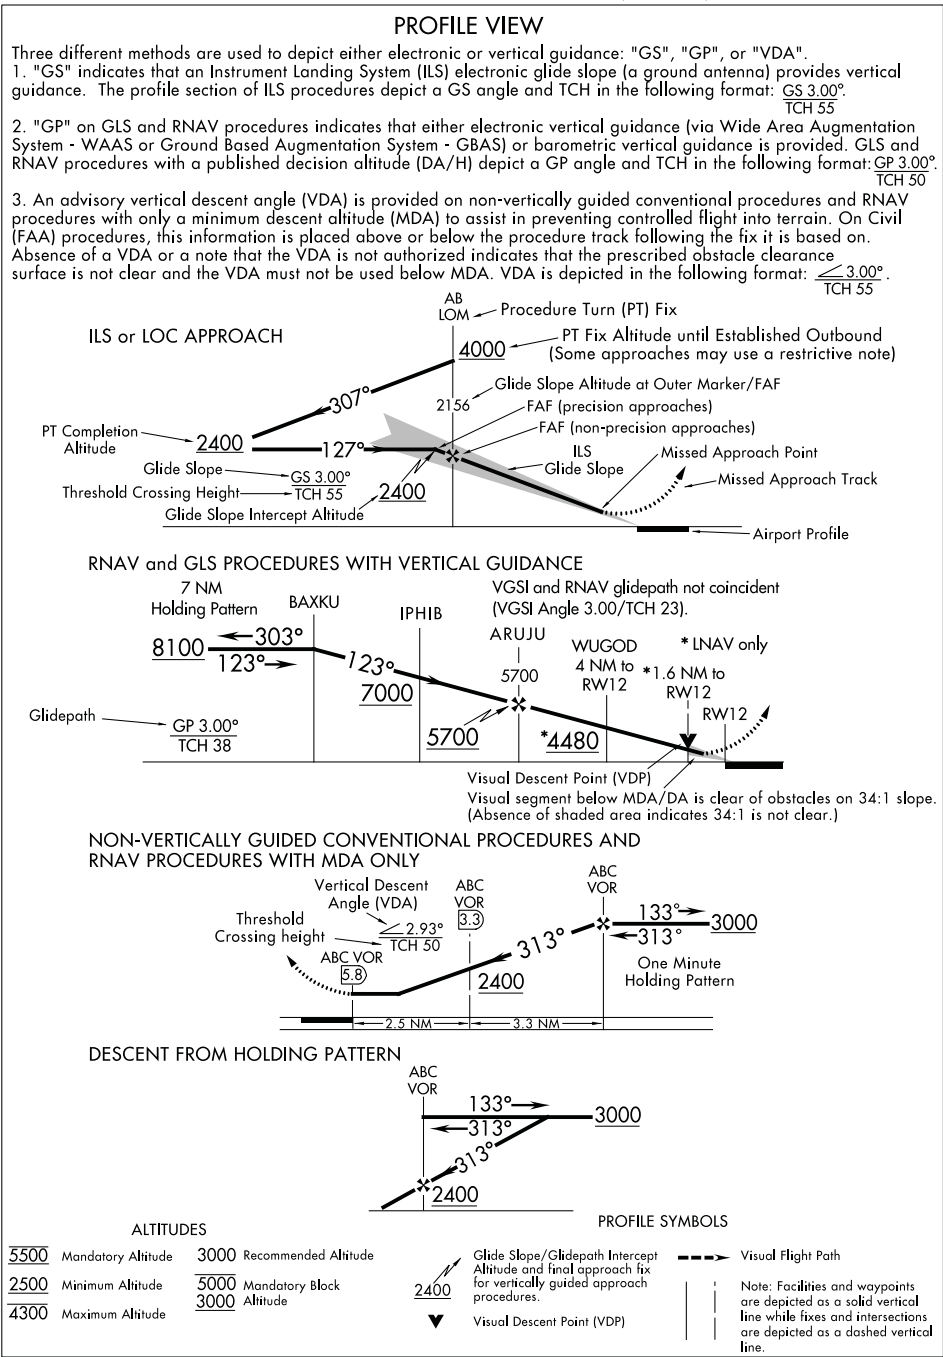 PROFILE VIEW
Three different methods are used to depict either electronic or vertical guidance: "GS", "GP", or "VDA".
1. "GS" indicates that an Instrument Landing System (ILS) electronic glide slope (a ground antenna) provides vertical
guidance. The profile section of ILS procedures depict a GS angle and TCH in the following format: GS 3.00°.
TCH 55
2. "GP" on GLS and RNAV procedures indicates that either electronic vertical guidance (via Wide Area Augmentation
System - WAAS or Ground Based Augmentation System - GBAS) or barometric vertical guidance is provided. GLS and
RNAV procedures with a published decision altitude (DA/H) depict a GP angle and TCH in the following format: GP 3.00°.
TCH 50
3. An advisory vertical descent angle (VDA) is provided on non-vertically guided conventional procedures and RNAV
procedures with only a minimum descent altitude (MDA) to assist in preventing controlled flight into terrain. On Civil
(FAA) procedures, this information is placed above or below the procedure track following the fix it is based on.
Absence of a VDA or a note that the VDA is not authorized indicates that the prescribed obstacle clearance
surface is not clear and the VDA must not be used below MDA. VDA is depicted in the following format: 3.00°.
TCH 55
ILS or LOC APPROACH
AB
LOM
Procedure Turn (PT) Fix
4000
PT Fix Altitude until Established Outbound
(Some approaches may use a restrictive note)
307°
Glide Slope Altitude at Outer Marker/FAF
2156
FAF (precision approaches)
FAF (non-precision approaches)
PT Completion
Altitude
2400
127°
ILS
Glide Slope
Missed Approach Point
Missed Approach Track
Glide Slope
GS 3.00°
Threshold Crossing Height
TCH 55
2400
Glide Slope Intercept Altitude
Airport Profile
RNAV and GLS PROCEDURES WITH VERTICAL GUIDANCE
7 NM
Holding Pattern
BAXKU
IPHIB
VGSI and RNAV glidepath not coincident
(VGSI Angle 3.00/TCH 23).
ARUJU
WUGOD
4 NM to
RW12
* LNAV only
*1.6 NM to
RW12
RW12
8100
303°
123°
123°
7000
5700
5700
*4480
Glidepath
GP 3.00°
TCH 38
Visual Descent Point (VDP)
Visual segment below MDA/DA is clear of obstacles on 34:1 slope.
(Absence of shaded area indicates 34:1 is not clear.)
NON-VERTICALLY GUIDED CONVENTIONAL PROCEDURES AND
RNAV PROCEDURES WITH MDA ONLY
Vertical Descent
Angle (VDA)
ABC
VOR
3.3
ABC
VOR
Threshold
Crossing height
2.93°
TCH 50
ABC VOR
5.8
313°
2400
133°
313°
3000
One Minute
Holding Pattern
2.5 NM
3.3 NM
DESCENT FROM HOLDING PATTERN
ABC
VOR
133°
313°
3000
313°
2400
ALTITUDES
5500 Mandatory Altitude
2500 Minimum Altitude
4300 Maximum Altitude
3000 Recommended Altitude
5000 Mandatory Block
3000 Altitude
PROFILE SYMBOLS
2400
Glide Slope/Glidepath Intercept
Altitude and final approach fix
for vertically guided approach
procedures.
Visual Descent Point (VDP)
Visual Flight Path
Note: Facilities and waypoints
are depicted as a solid vertical
line while fixes and intersections
are depicted as a dashed vertical
line.